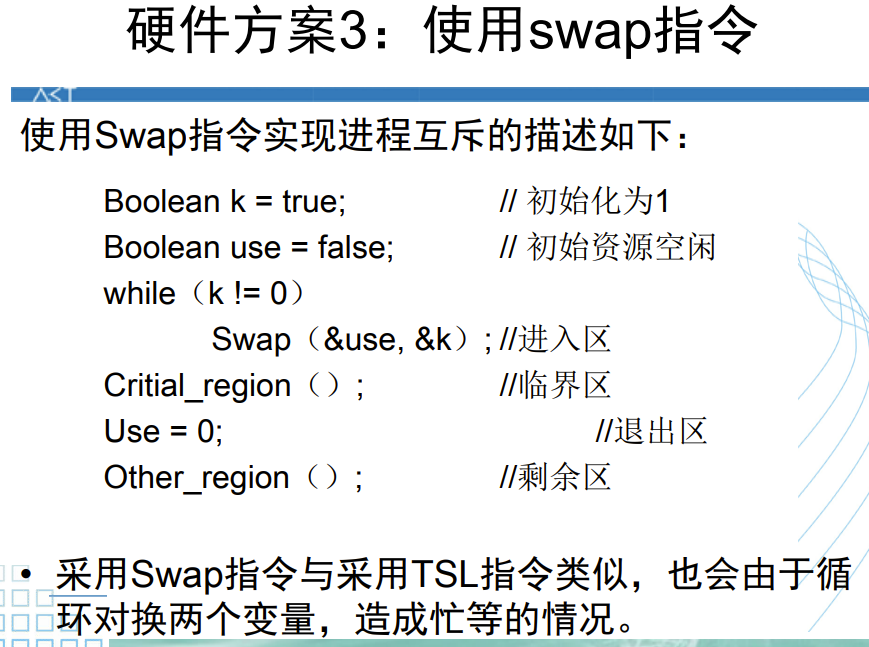 硬件方案3：使用swap指令
使用Swap指令实现进程互斥的描述如下：
Boolean k = true; // 初始化为1
Boolean use = false; // 初始资源空闲
while（k != 0）
Swap（&use, &k）; //进入区
Critial_region（）; //临界区
Use = 0; //退出区
Other_region（）; //剩余区
• 采用Swap指令与采用TSL指令类似，也会由于循
环对换两个变量，造成忙等的情况。